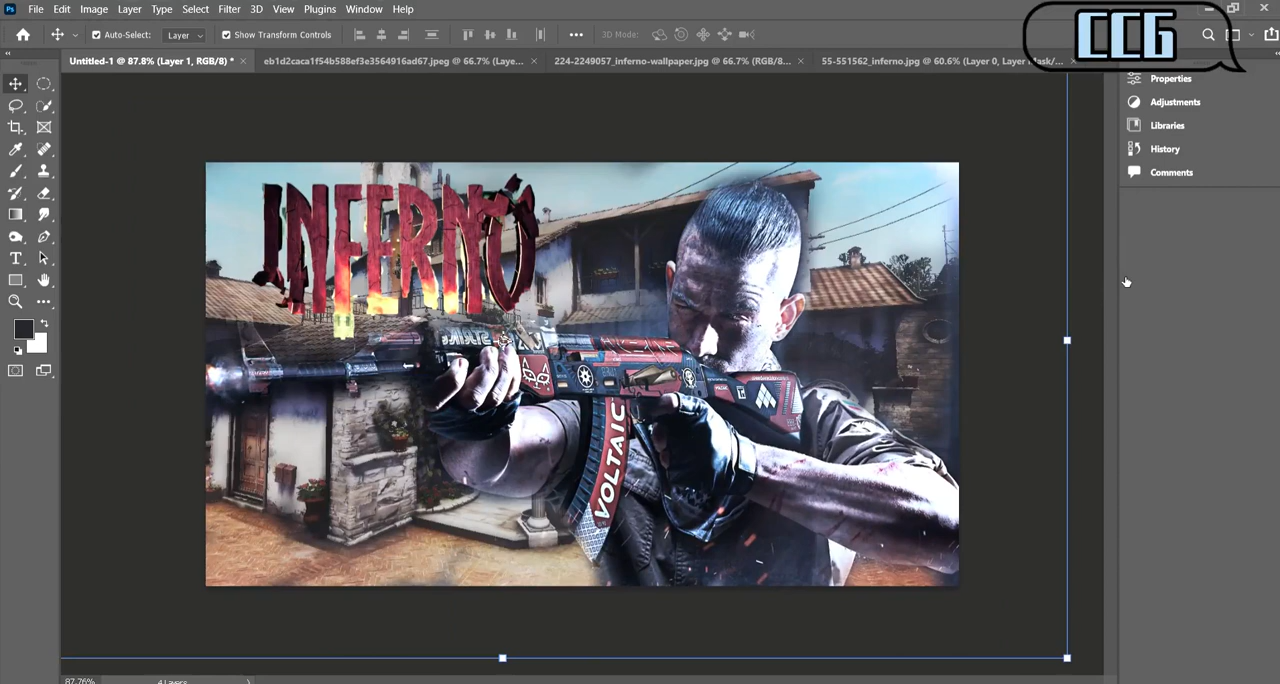 Ps File Edit Image Layer Type Select Filter 3D View Plugins Window Help
CCG
Auto-Select: Layer Show Transform Controls 3D Mode:
Untitled-1 @ 87.8% (Layer 1, RGB/8) * eb1d2caca1f54b588ef3e3564916ad67.jpeg @ 66.7% (Laye... 224-2249057_inferno-wallpaper.jpg @ 66.7% (RGB/8... 55-551562_inferno.jpg @ 60.6% (Layer 0, Layer Mask/...
Properties
Adjustments
Libraries
History
Comments
INFERNO
VOLTAIC
87.76% 4 Layers